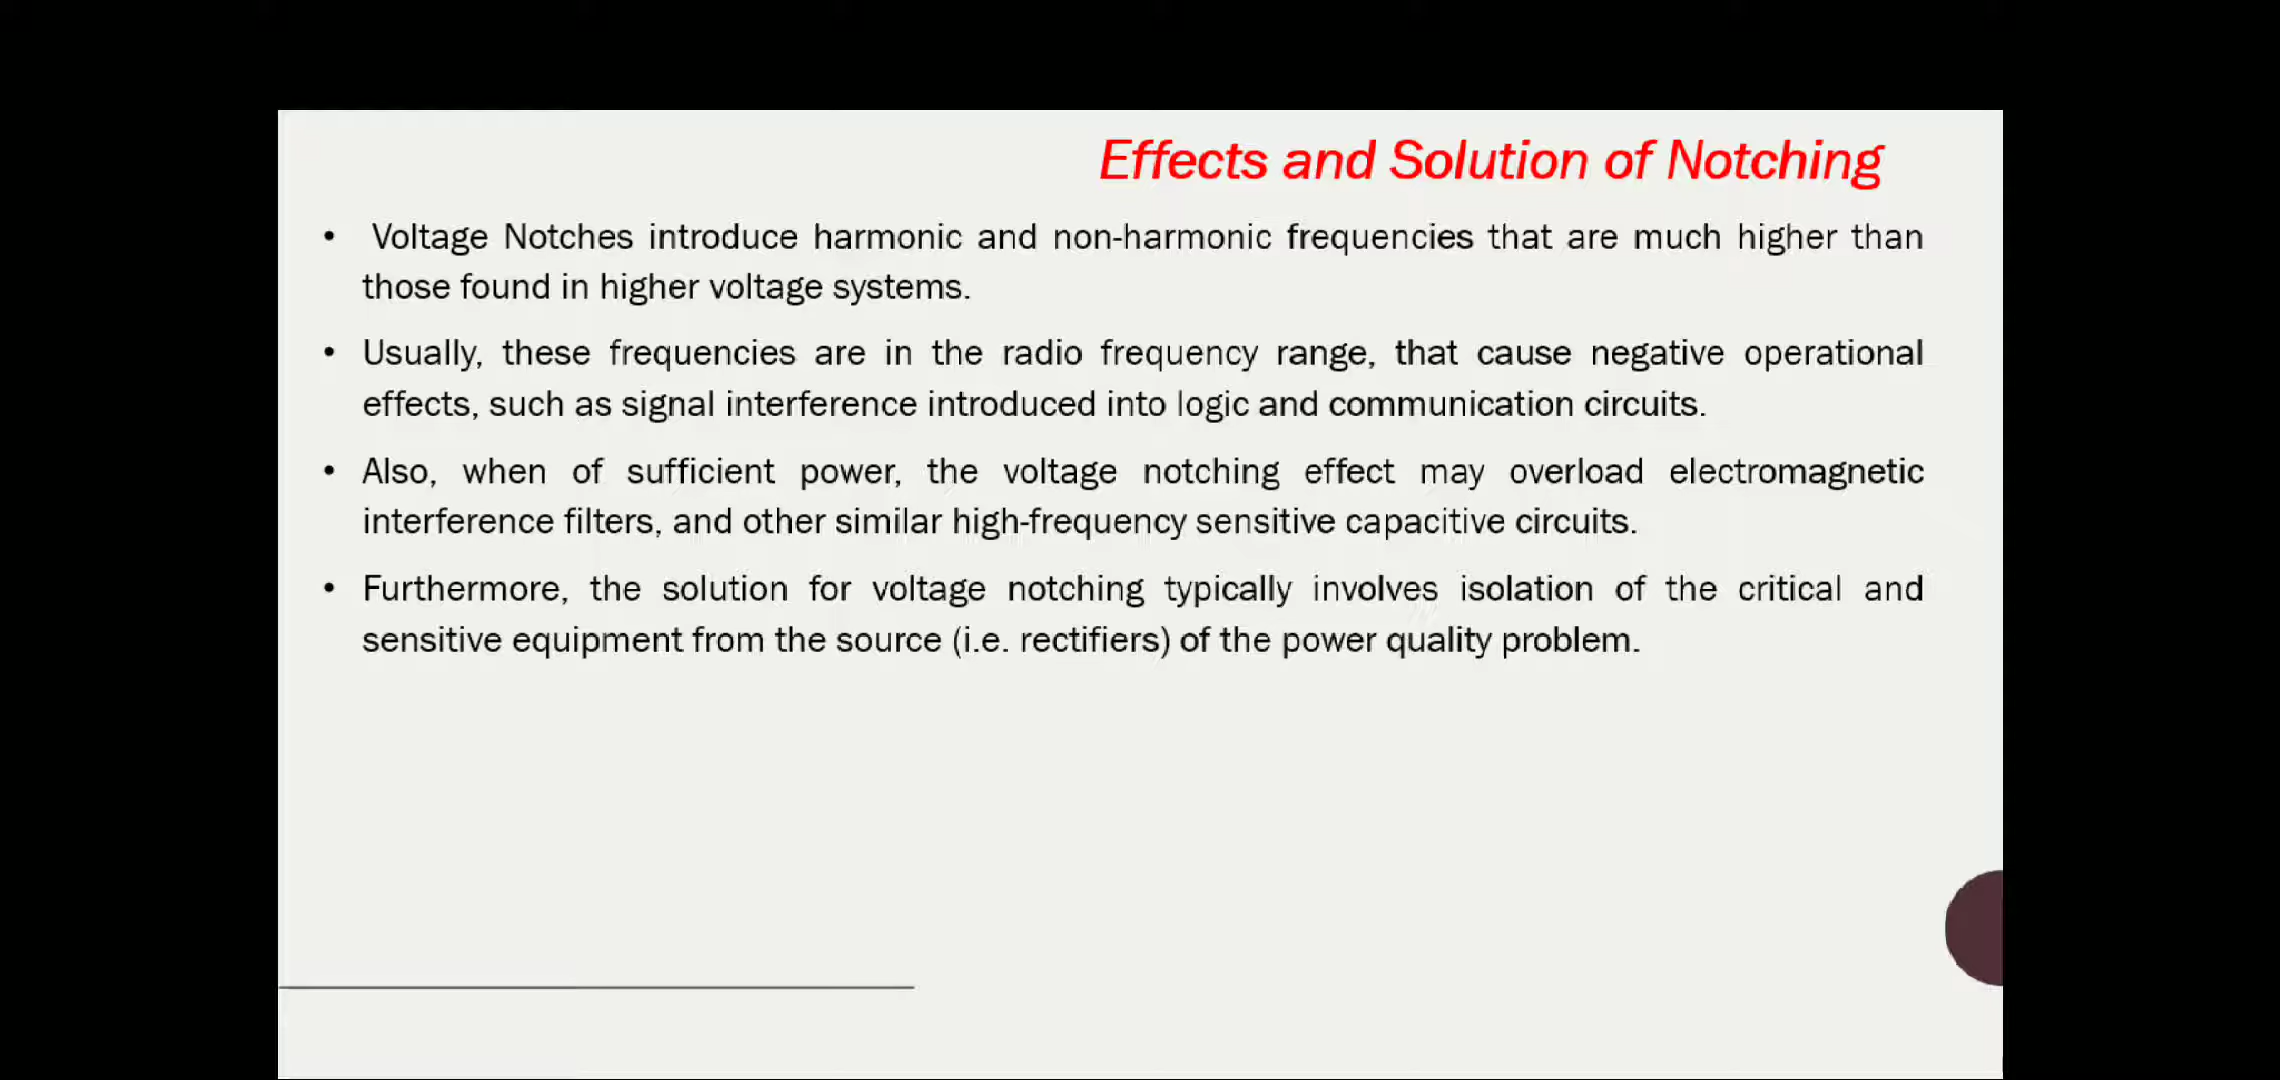 Effects and Solution of Notching
• Voltage Notches introduce harmonic and non-harmonic frequencies that are much higher than
those found in higher voltage systems.
• Usually, these frequencies are in the radio frequency range, that cause negative operational
effects, such as signal interference introduced into logic and communication circuits.
• Also, when of sufficient power, the voltage notching effect may overload electromagnetic
interference filters, and other similar high-frequency sensitive capacitive circuits.
• Furthermore, the solution for voltage notching typically involves isolation of the critical and
sensitive equipment from the source (i.e. rectifiers) of the power quality problem.